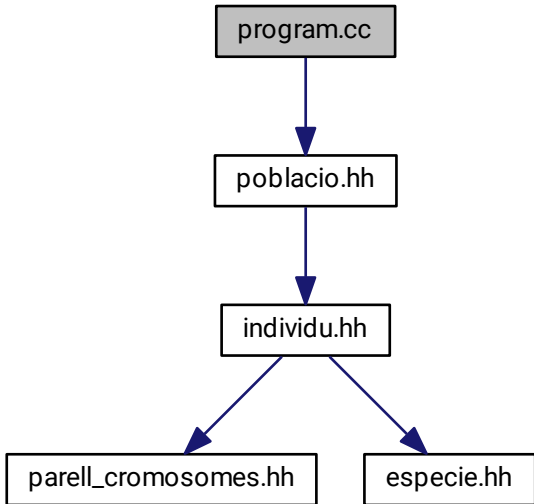 program.cc
poblacio.hh
individu.hh
parell_cromosomes.hh
especie.hh